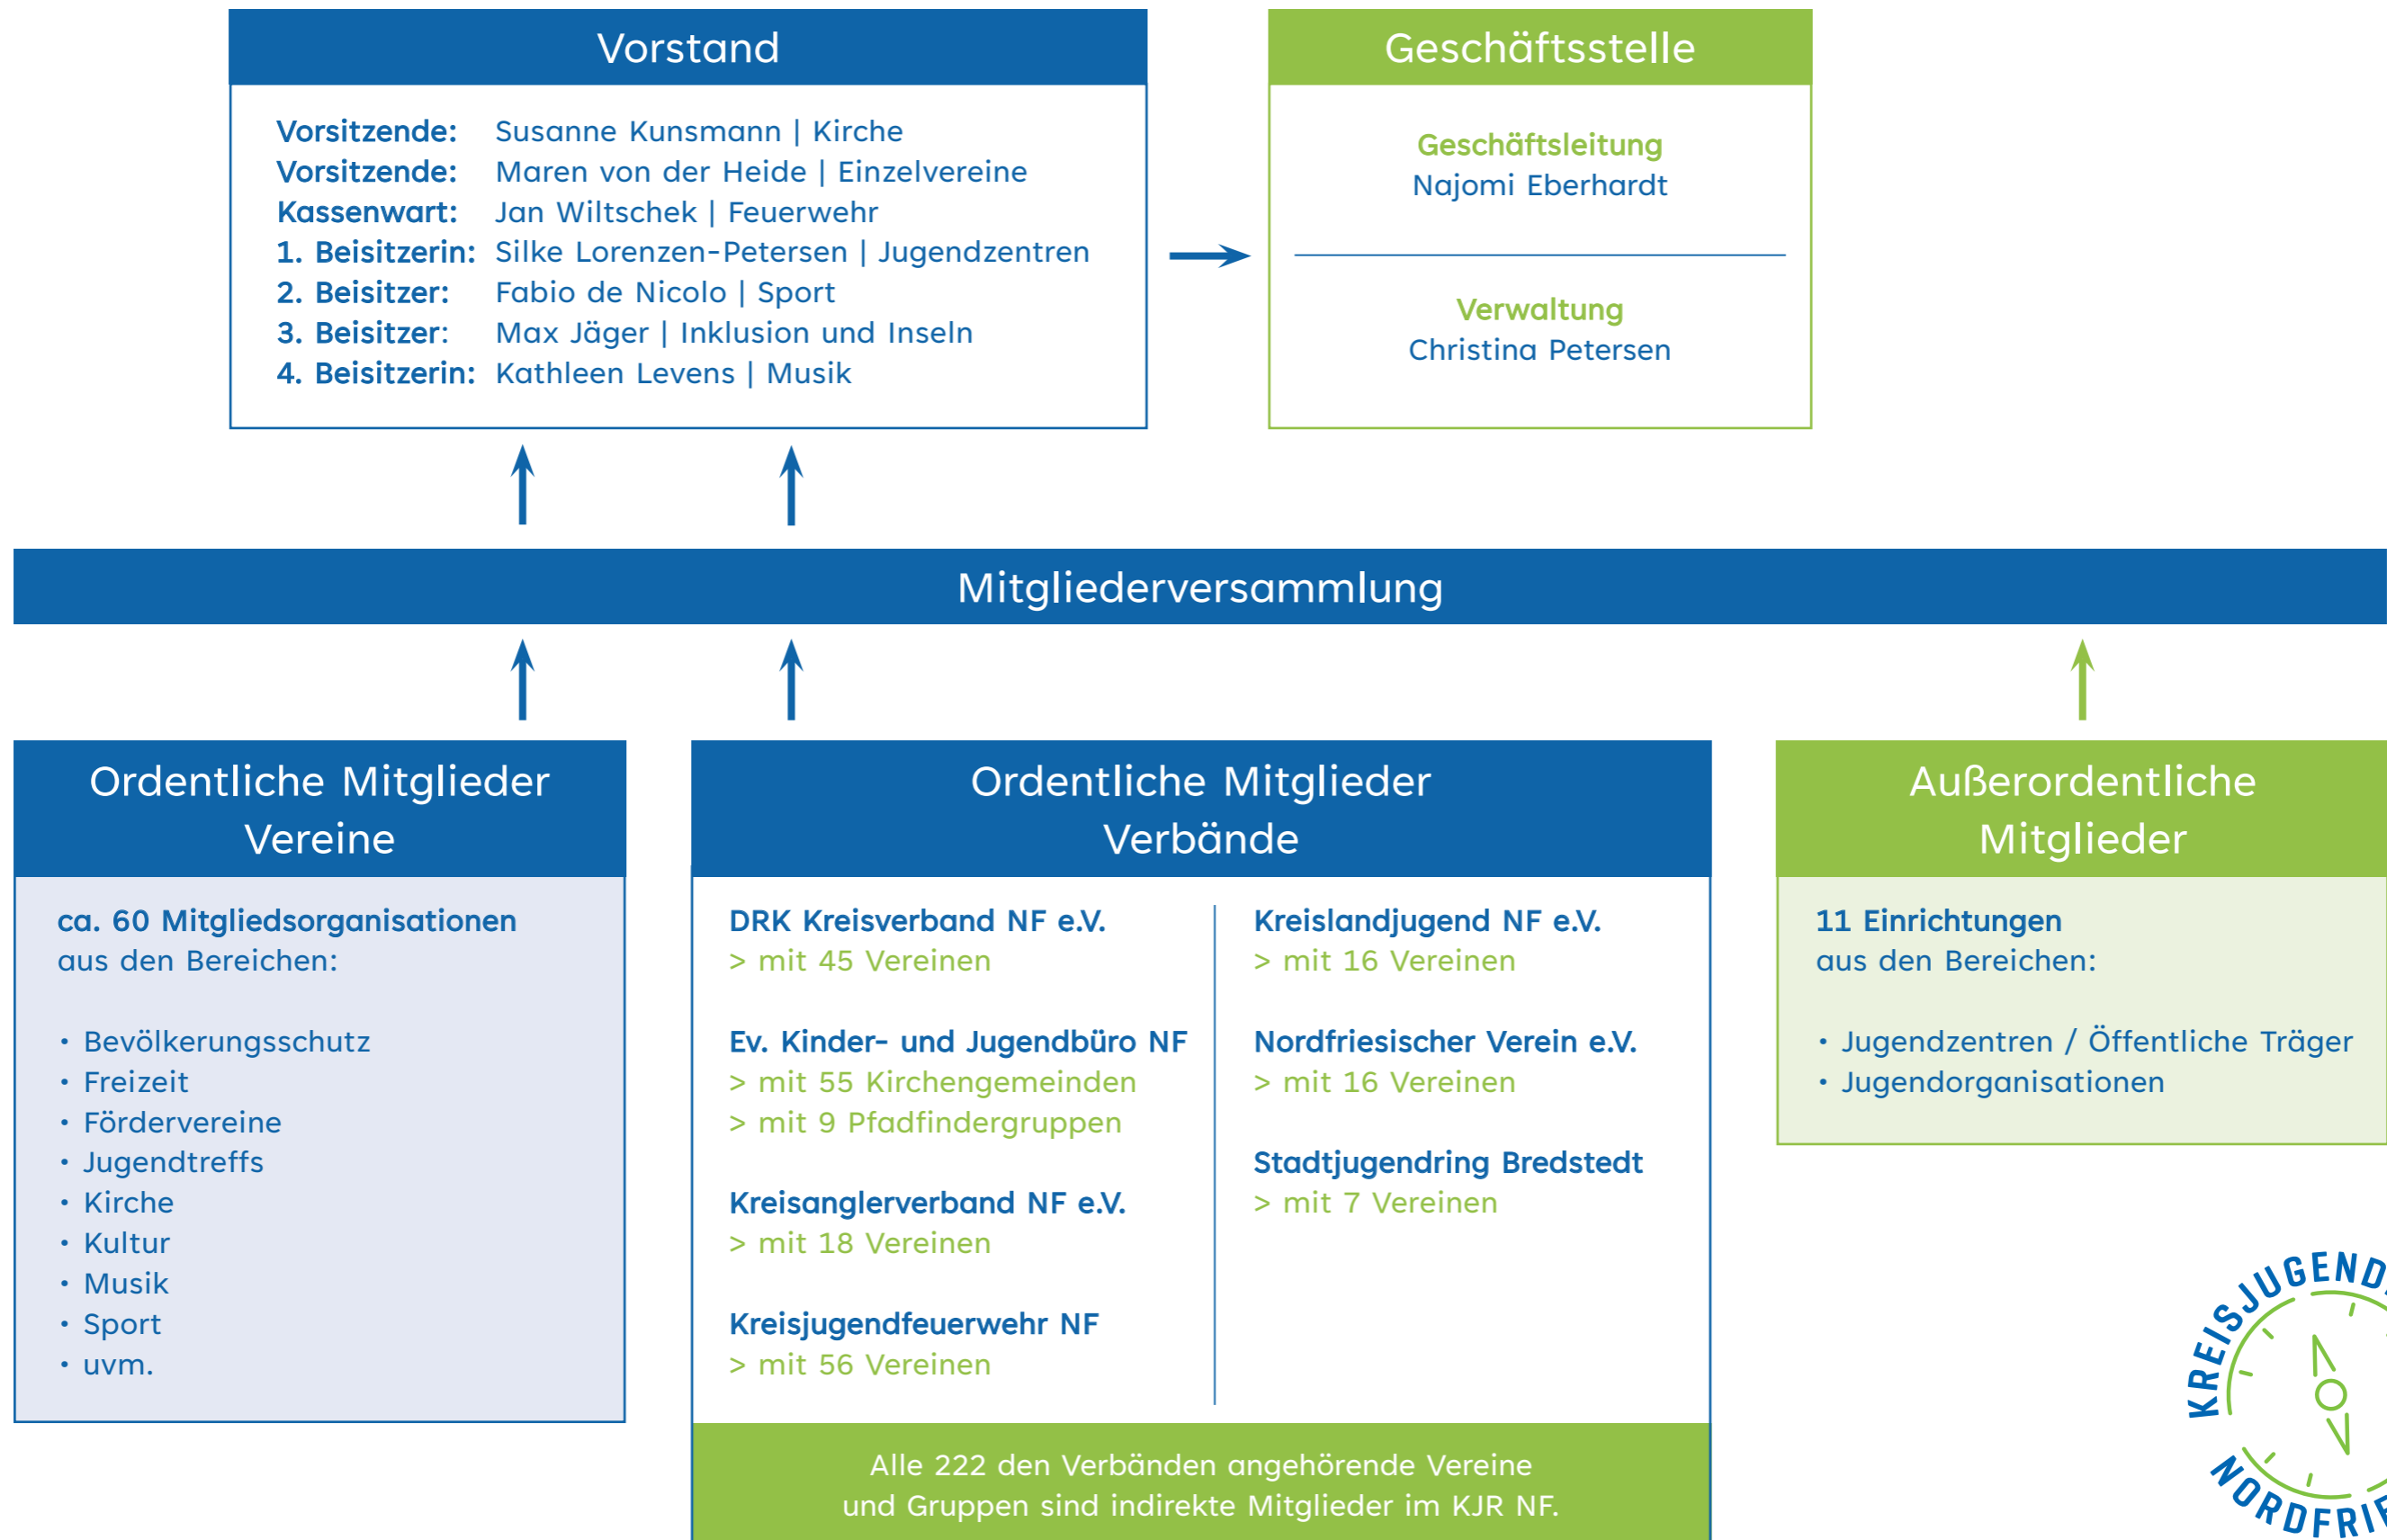 Vorstand
Vorsitzende: Susanne Kunsmann | Kirche
Vorsitzende: Maren von der Heide | Einzelvereine
Kassenwart: Jan Wiltschek | Feuerwehr
1. Beisitzerin: Silke Lorenzen-Petersen | Jugendzentren
2. Beisitzer: Fabio de Nicolo | Sport
3. Beisitzer: Max Jäger | Inklusion und Inseln
4. Beisitzerin: Kathleen Levens | Musik
Geschäftsstelle
Geschäftsleitung
Najomi Eberhardt
Verwaltung
Christina Petersen
Mitgliederversammlung
Ordentliche Mitglieder
Vereine
ca. 60 Mitgliedsorganisationen
aus den Bereichen:
• Bevölkerungsschutz
• Freizeit
• Fördervereine
• Jugendtreffs
• Kirche
• Kultur
• Musik
• Sport
• uvm.
Ordentliche Mitglieder
Verbände
DRK Kreisverband NF e.V.
> mit 45 Vereinen
Ev. Kinder- und Jugendbüro NF
> mit 55 Kirchengemeinden
> mit 9 Pfadfindergruppen
Kreisanglerverband NF e.V.
> mit 18 Vereinen
Kreisjugendfeuerwehr NF
> mit 56 Vereinen
Kreislandjugend NF e.V.
> mit 16 Vereinen
Nordfriesischer Verein e.V.
> mit 16 Vereinen
Stadtjugendring Bredstedt
> mit 7 Vereinen
Alle 222 den Verbänden angehörende Vereine
und Gruppen sind indirekte Mitglieder im KJR NF.
Außerordentliche
Mitglieder
11 Einrichtungen
aus den Bereichen:
• Jugendzentren / Öffentliche Träger
• Jugendorganisationen